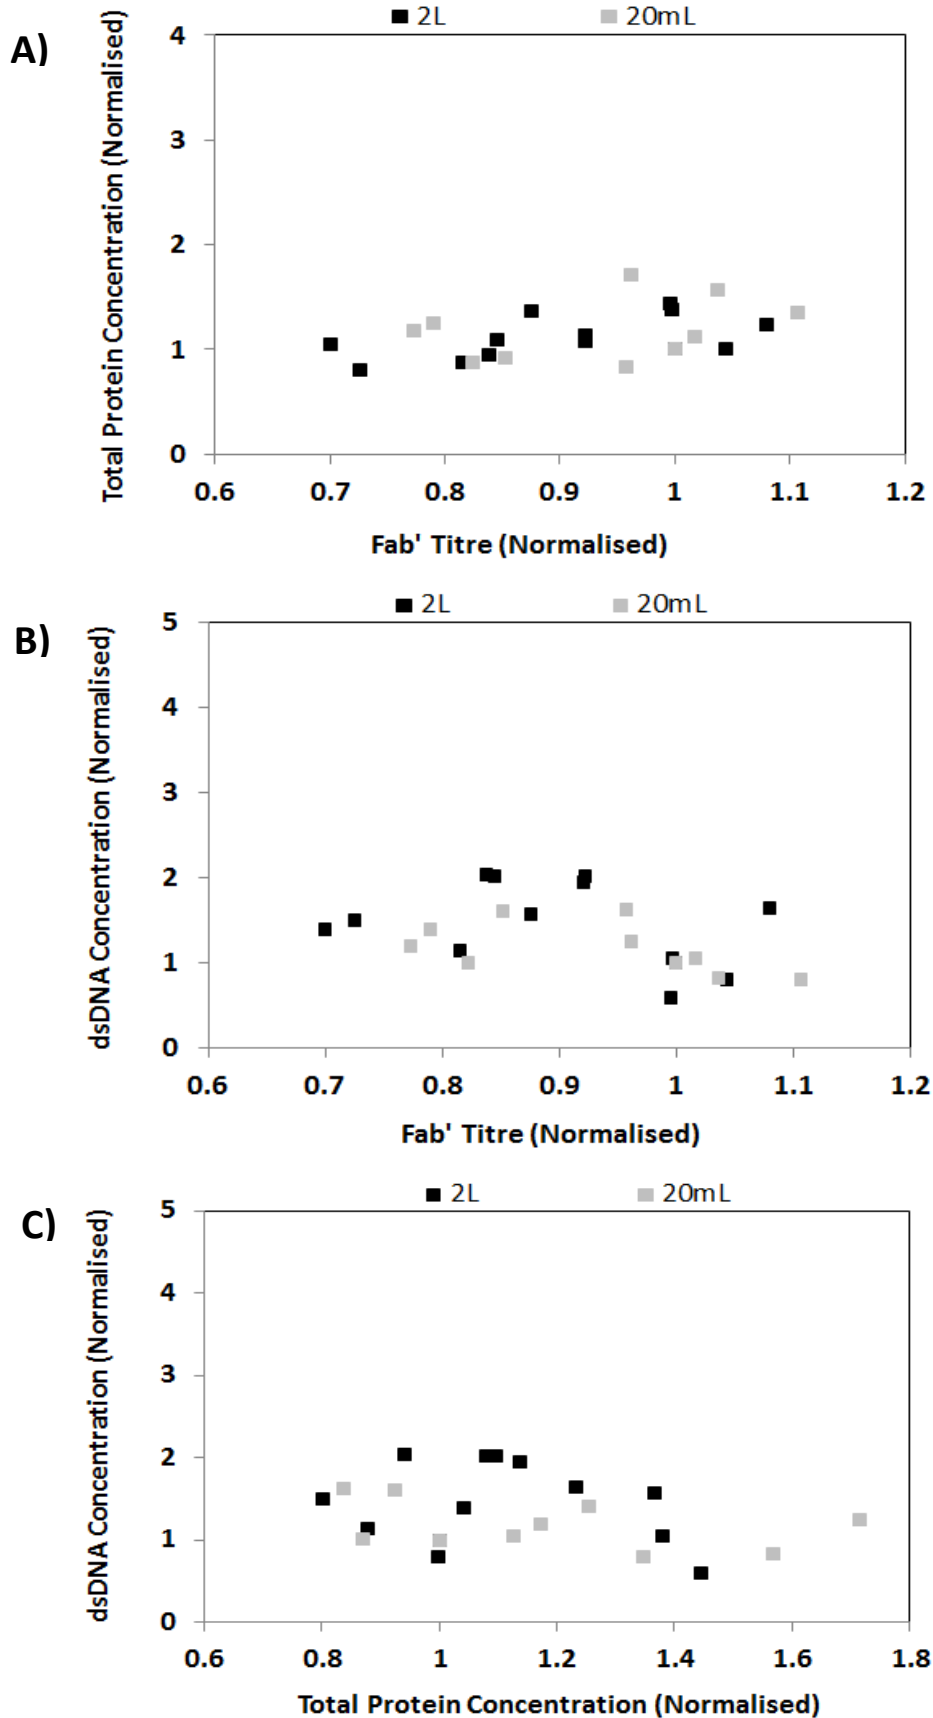 A)
2L 20mL
Total Protein Concentration (Normalised)
4
3
2
1
0
0.6 0.7 0.8 0.9 1 1.1 1.2
Fab' Titre (Normalised)
B)
2L 20mL
dsDNA Concentration (Normalised)
5
4
3
2
1
0
0.6 0.7 0.8 0.9 1 1.1 1.2
Fab' Titre (Normalised)
C)
2L 20mL
dsDNA Concentration (Normalised)
5
4
3
2
1
0
0.6 0.8 1 1.2 1.4 1.6 1.8
Total Protein Concentration (Normalised)